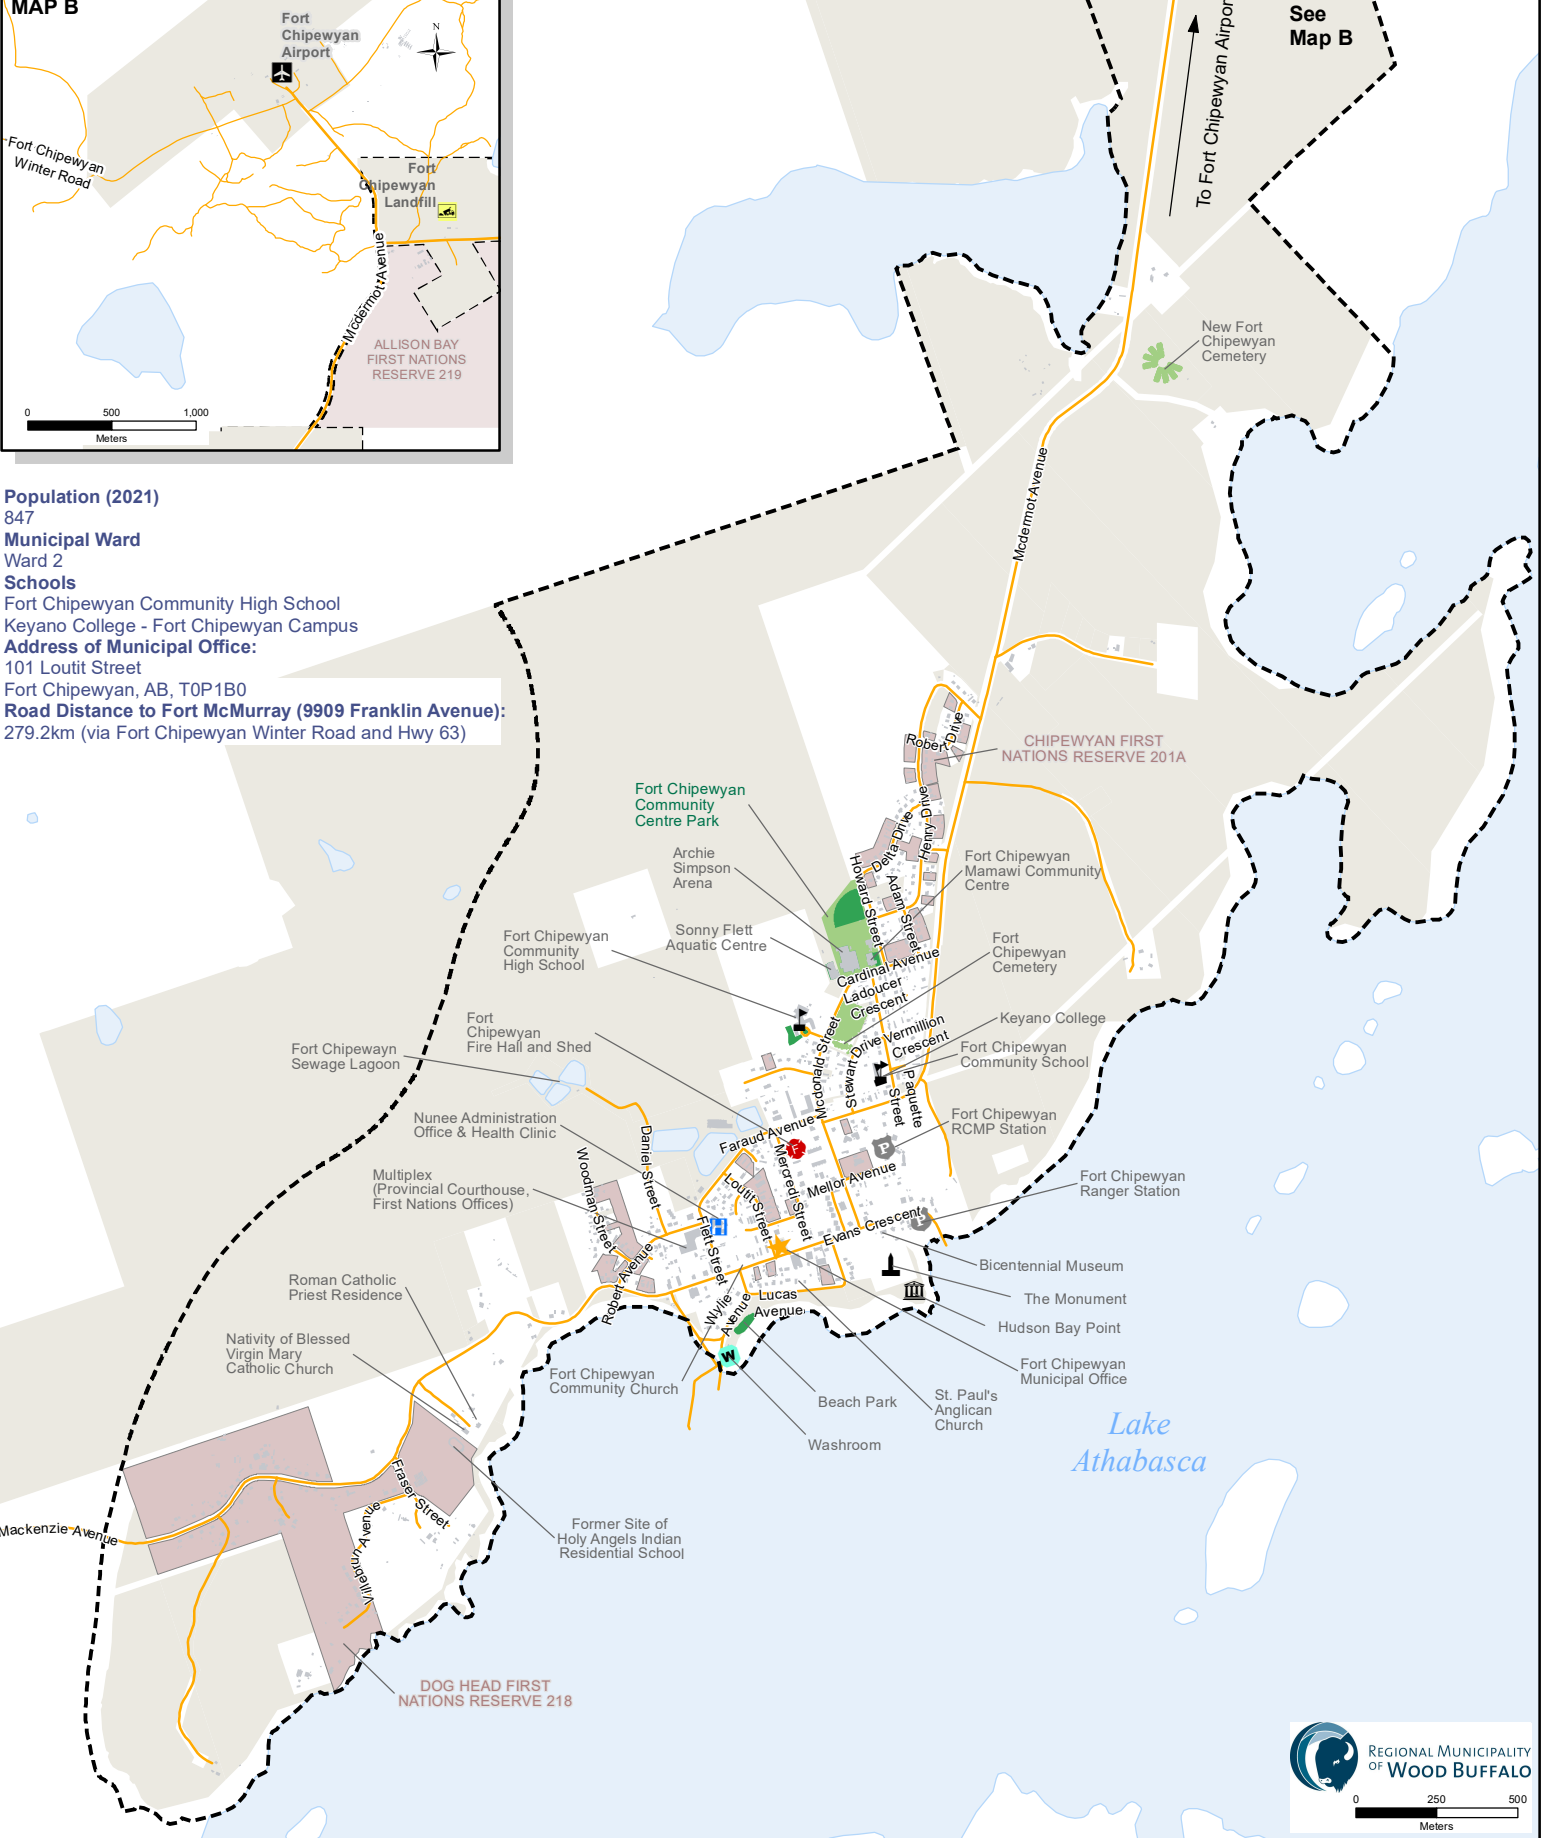 MAP B
Fort
Chipewyan
Airport
N
Fort Chipewyan
Winter Road
Fort
Chipewyan
Landfill
Mcdermot Avenue
ALLISON BAY
FIRST NATIONS
RESERVE 219
0 500 1,000
Meters
See
Map B
To Fort Chipewyan Airpor
New Fort
Chipewyan
Cemetery
Mcdermot Avenue
Population (2021)
847
Municipal Ward
Ward 2
Schools
Fort Chipewyan Community High School
Keyano College - Fort Chipewyan Campus
Address of Municipal Office:
101 Loutit Street
Fort Chipewyan, AB, T0P1B0
Road Distance to Fort McMurray (9909 Franklin Avenue):
279.2km (via Fort Chipewyan Winter Road and Hwy 63)
Robert Drive
CHIPEWYAN FIRST
NATIONS RESERVE 201A
Fort Chipewyan
Community
Centre Park
Henry Drive
Delta Drive
Howard Street
Adam Street
Archie
Simpson
Arena
Fort Chipewyan
Mamawi Community
Centre
Sonny Flett
Aquatic Centre
Fort Chipewyan
Community
High School
Fort
Chipewyan
Cemetery
Cardinal Avenue
Ladoucer
Crescent
Keyano College
Fort
Chipewyan
Fire Hall and Shed
Mcdonald Street
Stewart Drive
Vermillion
Crescent
Fort Chipewyan
Community School
Fort Chipewayn
Sewage Lagoon
Paquette
Street
Nunee Administration
Office & Health Clinic
Fort Chipewyan
RCMP Station
Faraud Avenue
F
P
Daniel Street
Woodman Street
Mercredi Street
Mellor Avenue
Multiplex
(Provincial Courthouse,
First Nations Offices)
Fort Chipewyan
Ranger Station
Loutit Street
H
Flett Street
Evans Crescent
P
Robert Avenue
Bicentennial Museum
Roman Catholic
Priest Residence
The Monument
Lucas
Avenue
Wylie
Avenue
Hudson Bay Point
Nativity of Blessed
Virgin Mary
Catholic Church
W
Fort Chipewyan
Community Church
Fort Chipewyan
Municipal Office
Beach Park
St. Paul's
Anglican
Church
Washroom
Lake
Athabasca
Fraser Street
Mackenzie Avenue
Villebrun Avenue
Former Site of
Holy Angels Indian
Residential School
DOG HEAD FIRST
NATIONS RESERVE 218
REGIONAL MUNICIPALITY
OF WOOD BUFFALO
0 250 500
Meters